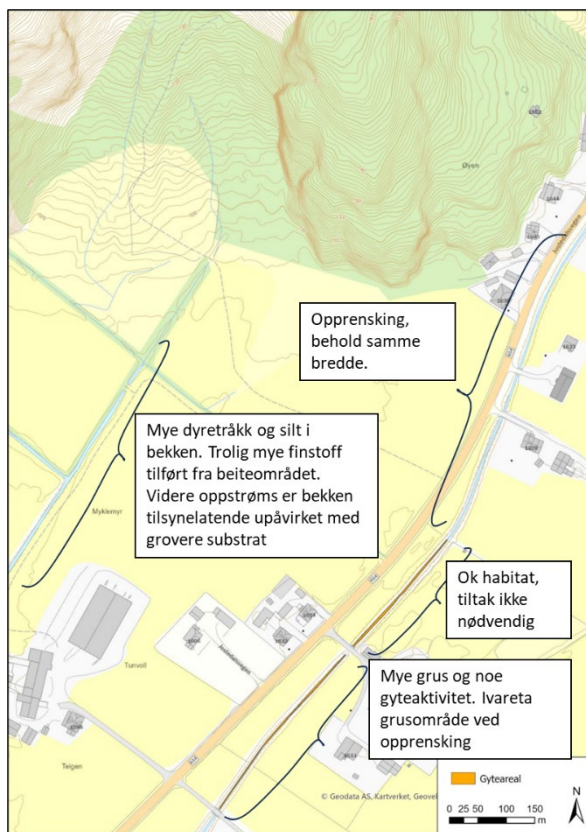 Øyen
Opprensking,
behold samme
bredde.
Mye dyretråkk og silt i
bekken. Trolig mye finstoff
tilført fra beiteområdet.
Videre oppstrøms er bekken
tilsynelatende upåvirket med
grovere substrat
Myklemyr
Ok habitat,
tiltak ikke
nødvendig
Tunvoll
Mye grus og noe
gyteaktivitet. Ivareta
grusområde ved
opprensking
Teigen
Gyteareal
N
© Geodata AS, Kartverket, Geovel
0 25 50 100 150
m